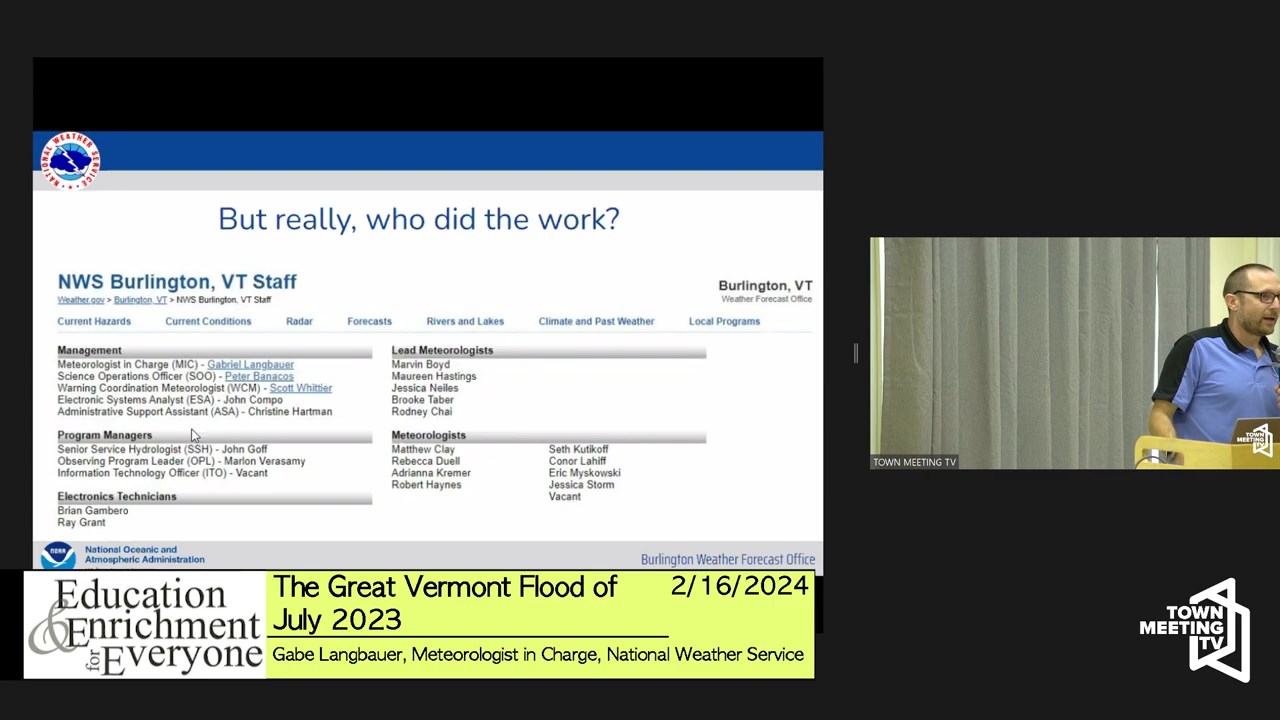 NATIONAL WEATHER SERVICE
But really, who did the work?
NWS Burlington, VT Staff
Weather.gov > Burlington, VT > NWS Burlington, VT Staff
Burlington, VT
Weather Forecast Office
Current Hazards Current Conditions Radar Forecasts Rivers and Lakes Climate and Past Weather Local Programs
Management
Meteorologist in Charge (MIC) - Gabriel Langbauer
Science Operations Officer (SOO) - Peter Banacos
Warning Coordination Meteorologist (WCM) - Scott Whittier
Electronic Systems Analyst (ESA) - John Compo
Administrative Support Assistant (ASA) - Christine Hartman
Program Managers
Senior Service Hydrologist (SSH) - John Goff
Observing Program Leader (OPL) - Marlon Verasamy
Information Technology Officer (ITO) - Vacant
Electronics Technicians
Brian Gambero
Ray Grant
Lead Meteorologists
Marvin Boyd
Maureen Hastings
Jessica Neiles
Brooke Taber
Rodney Chai
Meteorologists
Matthew Clay
Rebecca Duell
Adrianna Kremer
Robert Haynes
Seth Kutikoff
Conor Lahiff
Eric Myskowski
Jessica Storm
Vacant
NOAA
National Oceanic and
Atmospheric Administration
Burlington Weather Forecast Office
Education
& Enrichment
for Everyone
The Great Vermont Flood of
July 2023
2/16/2024
Gabe Langbauer, Meteorologist in Charge, National Weather Service
TOWN MEETING TV
TOWN
MEETING
TV
TOWN
MEETING
TV